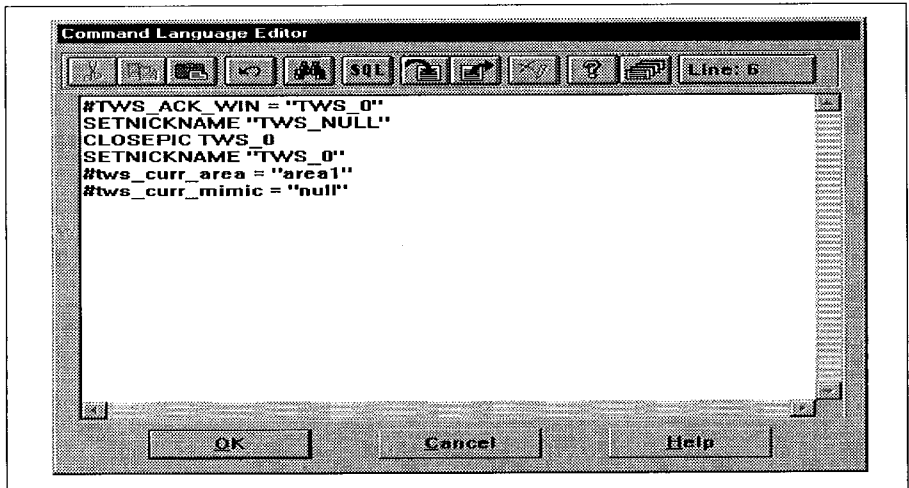 Command Language Editor
SQL
Line: 6
#TWS_ACK_WIN = "TWS_0"
SETNICKNAME "TWS_NULL"
CLOSEPIC TWS_0
SETNICKNAME "TWS_0"
#tws_curr_area = "area1"
#tws_curr_mimic = "null"
OK Cancel Help